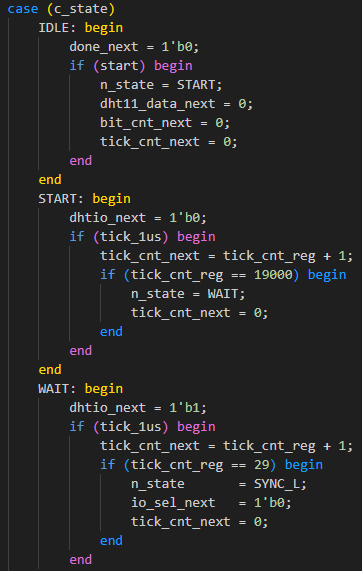 case (c_state)
    IDLE: begin
        done_next = 1'b0;
        if (start) begin
            n_state = START;
            dht11_data_next = 0;
            bit_cnt_next = 0;
            tick_cnt_next = 0;
        end
    end
    START: begin
        dhtio_next = 1'b0;
        if (tick_1us) begin
            tick_cnt_next = tick_cnt_reg + 1;
            if (tick_cnt_reg == 19000) begin
                n_state = WAIT;
                tick_cnt_next = 0;
            end
        end
    end
    WAIT: begin
        dhtio_next = 1'b1;
        if (tick_1us) begin
            tick_cnt_next = tick_cnt_reg + 1;
            if (tick_cnt_reg == 29) begin
                n_state       = SYNC_L;
                io_sel_next   = 1'b0;
                tick_cnt_next = 0;
            end
        end